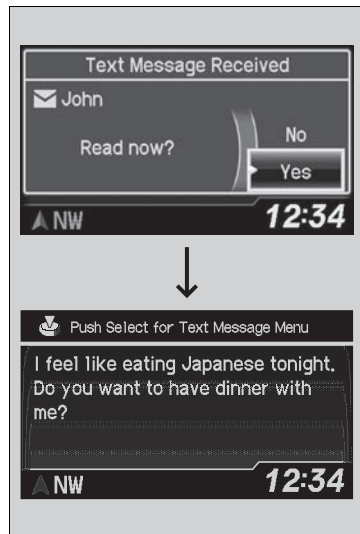 Text Message Received
John
Read now?
No
Yes
NW
12:34
Push Select for Text Message Menu
I feel like eating Japanese tonight.
Do you want to have dinner with
me?
NW
12:34